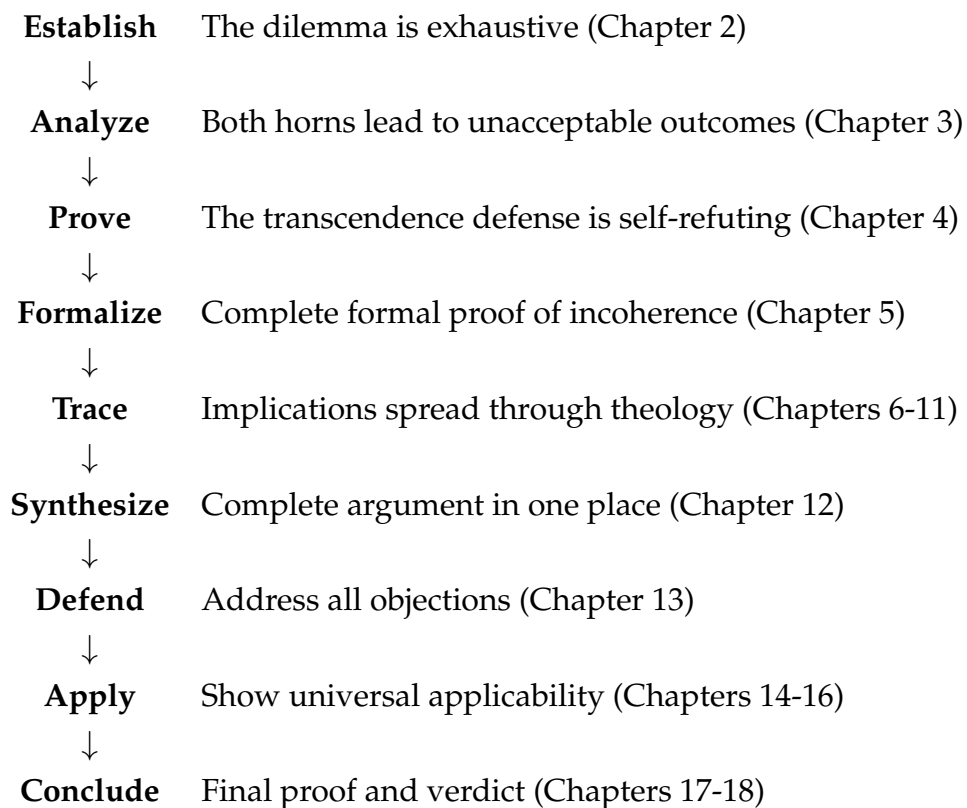 Establish The dilemma is exhaustive (Chapter 2)
↓
Analyze Both horns lead to unacceptable outcomes (Chapter 3)
↓
Prove The transcendence defense is self-refuting (Chapter 4)
↓
Formalize Complete formal proof of incoherence (Chapter 5)
↓
Trace Implications spread through theology (Chapters 6-11)
↓
Synthesize Complete argument in one place (Chapter 12)
↓
Defend Address all objections (Chapter 13)
↓
Apply Show universal applicability (Chapters 14-16)
↓
Conclude Final proof and verdict (Chapters 17-18)